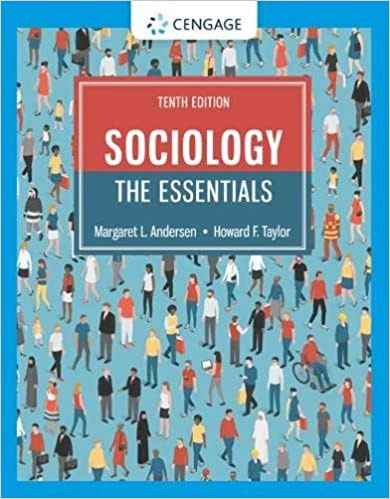 CENGAGE
TENTH EDITION
SOCIOLOGY
THE ESSENTIALS
Margaret L. Andersen • Howard F. Taylor